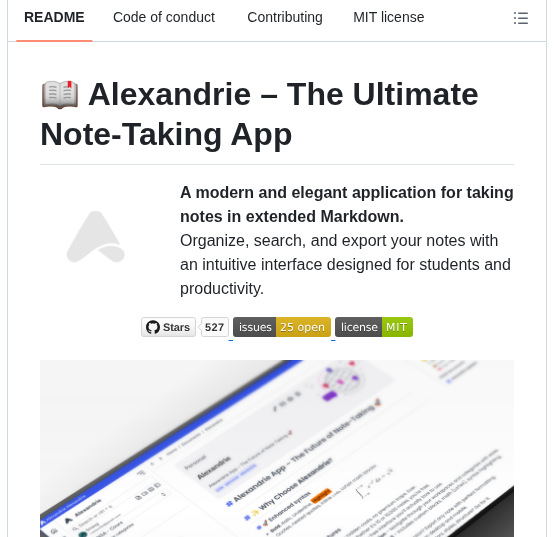 README Code of conduct Contributing MIT license
📖 Alexandrie – The Ultimate
Note-Taking App
A modern and elegant application for taking
notes in extended Markdown.
Organize, search, and export your notes with
an intuitive interface designed for students and
productivity.
Stars 527 issues 25 open license MIT
Personal
Alexandrie
Alexandrie App – The Future of Note-Taking 🚀
Why Choose Alexandrie?
Enhanced syntax
Alexandrie